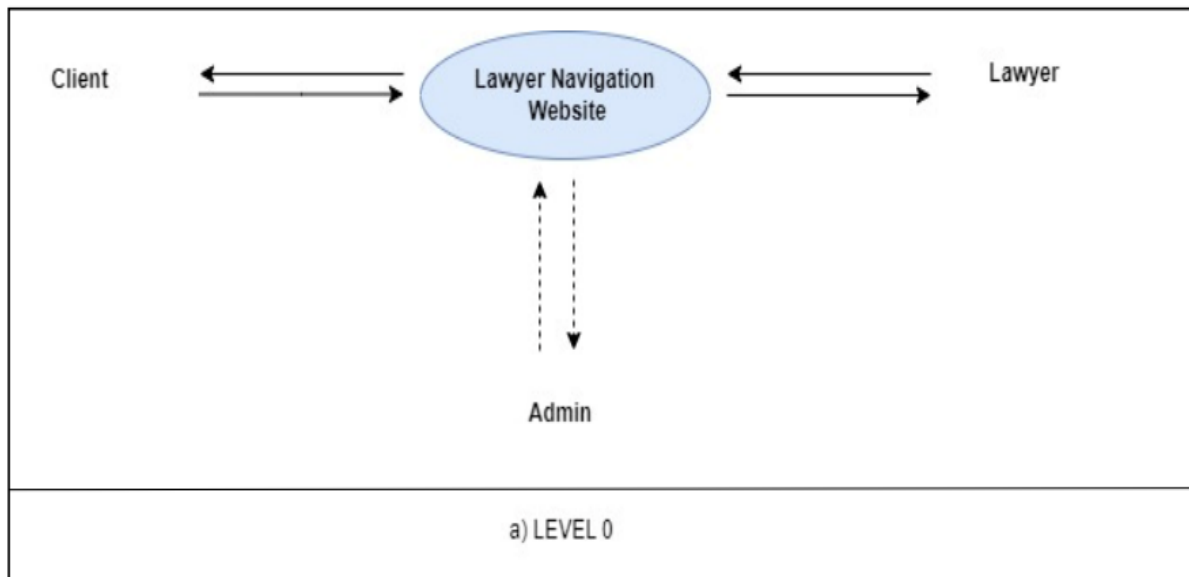 Client
Lawyer Navigation
Website
Lawyer
Admin
a) LEVEL 0